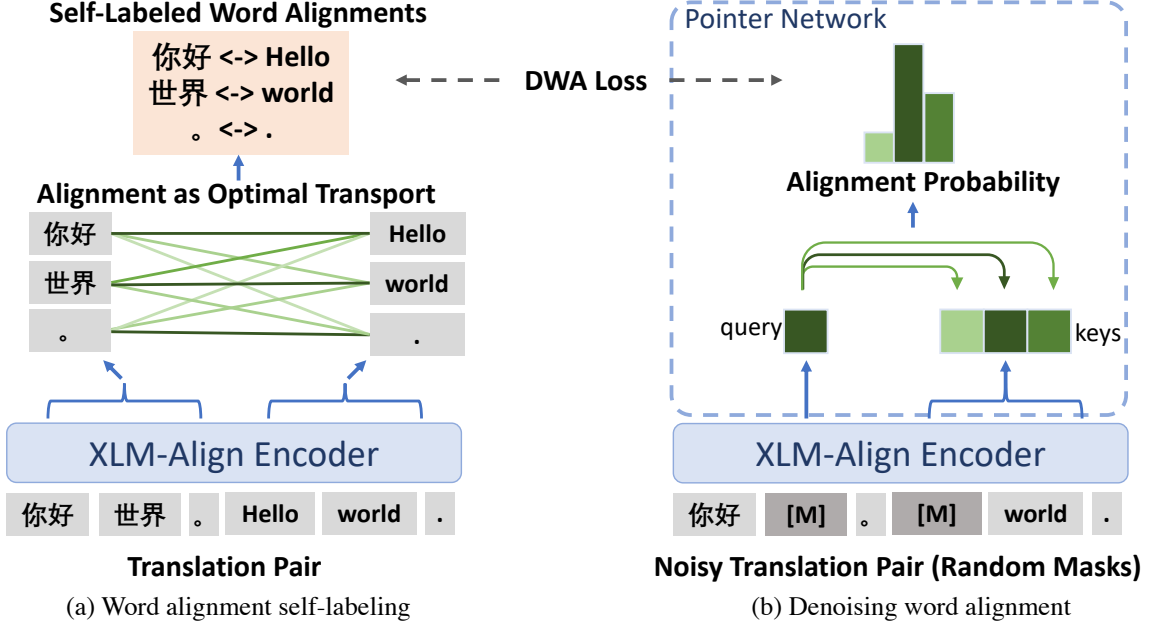 Self-Labeled Word Alignments
你好 <-> Hello
世界 <-> world
。 <-> .
Alignment as Optimal Transport
你好 Hello
世界 world
。 .
XLM-Align Encoder
你好 世界 。 Hello world .
Translation Pair
(a) Word alignment self-labeling
DWA Loss
Pointer Network
Alignment Probability
query keys
XLM-Align Encoder
你好 [M] 。 [M] world .
Noisy Translation Pair (Random Masks)
(b) Denoising word alignment